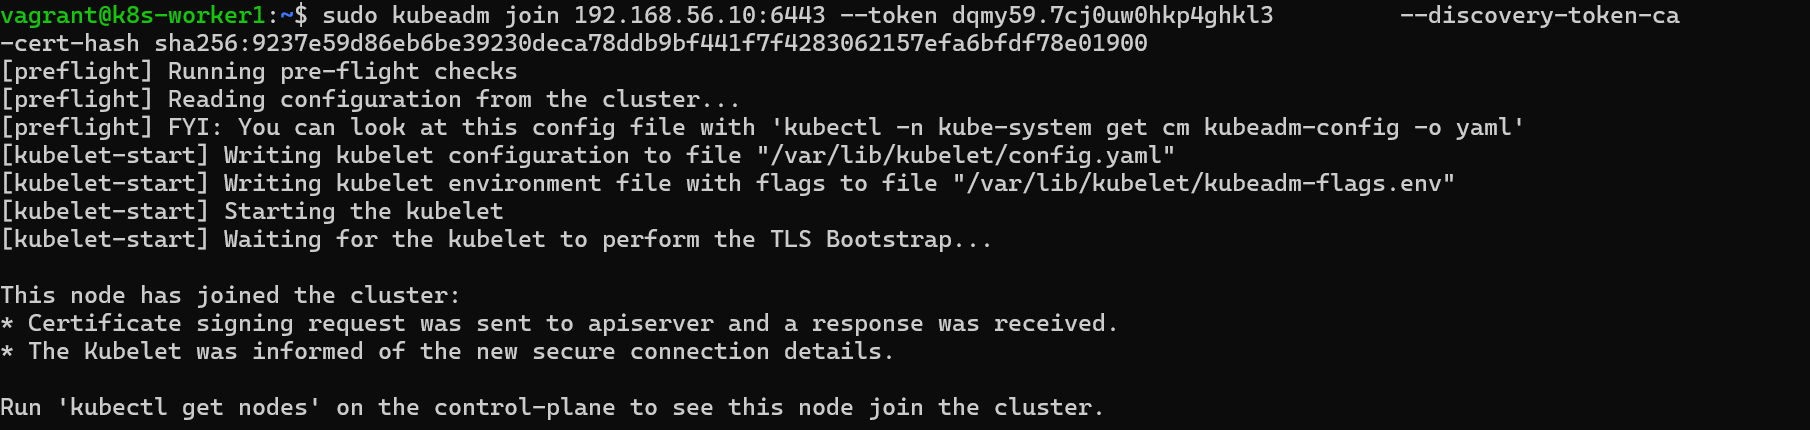 vagrant@k8s-worker1:~$ sudo kubeadm join 192.168.56.10:6443 --token dqmy59.7cj0uw0hkp4ghkl3         --discovery-token-ca
-cert-hash sha256:9237e59d86eb6be39230deca78ddb9bf441f7f4283062157efa6bfdf78e01900
[preflight] Running pre-flight checks
[preflight] Reading configuration from the cluster...
[preflight] FYI: You can look at this config file with 'kubectl -n kube-system get cm kubeadm-config -o yaml'
[kubelet-start] Writing kubelet configuration to file "/var/lib/kubelet/config.yaml"
[kubelet-start] Writing kubelet environment file with flags to file "/var/lib/kubelet/kubeadm-flags.env"
[kubelet-start] Starting the kubelet
[kubelet-start] Waiting for the kubelet to perform the TLS Bootstrap...

This node has joined the cluster:
* Certificate signing request was sent to apiserver and a response was received.
* The Kubelet was informed of the new secure connection details.

Run 'kubectl get nodes' on the control-plane to see this node join the cluster.